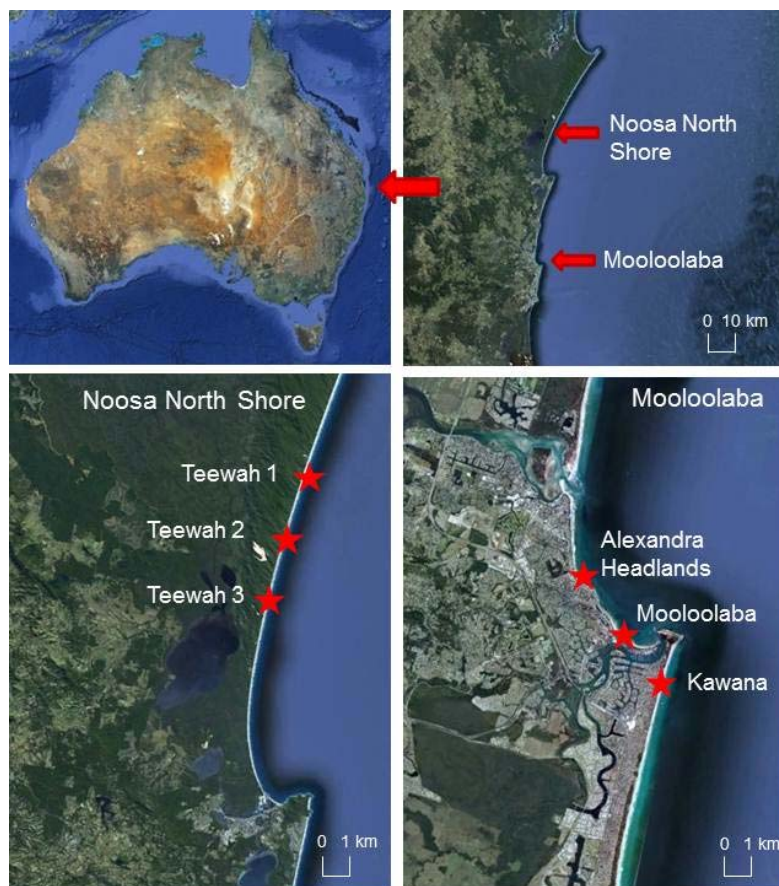 Noosa North
Shore
Mooloolaba
0 10 km
Noosa North Shore
Teewah 1
Teewah 2
Teewah 3
0 1 km
Mooloolaba
Alexandra
Headlands
Mooloolaba
Kawana
0 1 km